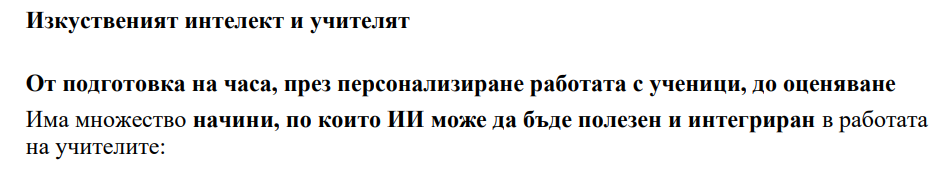 Изкуственият интелект и учителят
От подготовка на часа, през персонализиране работата с ученици, до оценяване
Има множество начини, по които ИИ може да бъде полезен и интегриран в работата
на учителите: